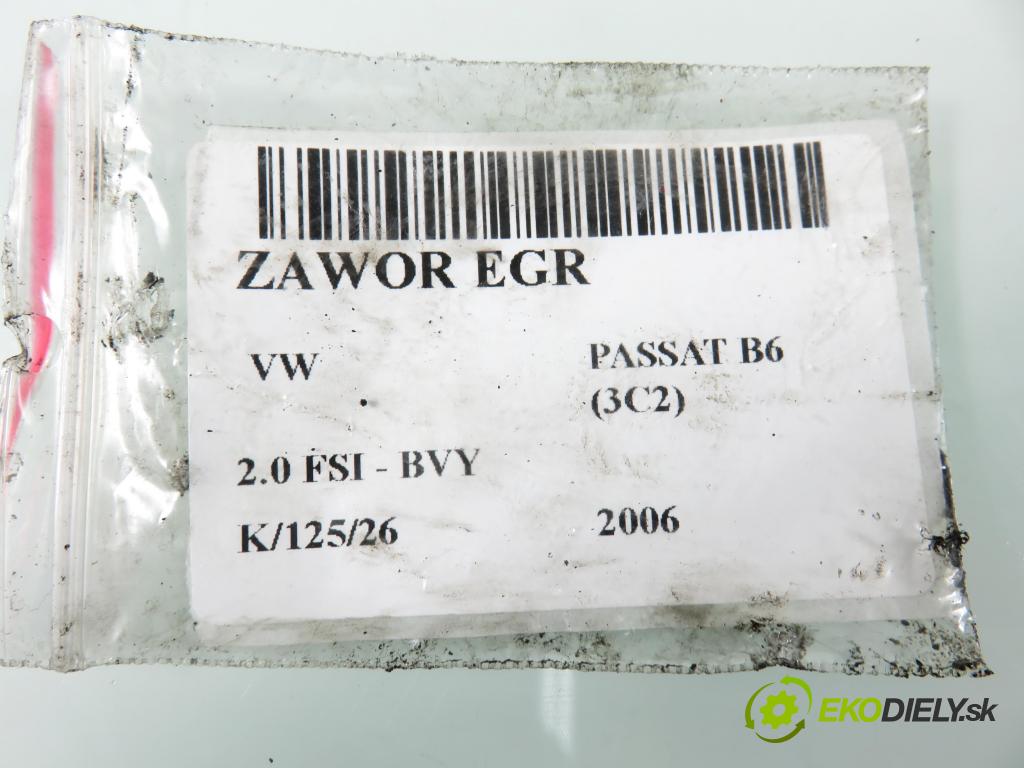 ZAWOR EGR
VW PASSAT B6
(3C2)
2.0 FSI - BVY
K/125/26 2006
EKODIELY.sk